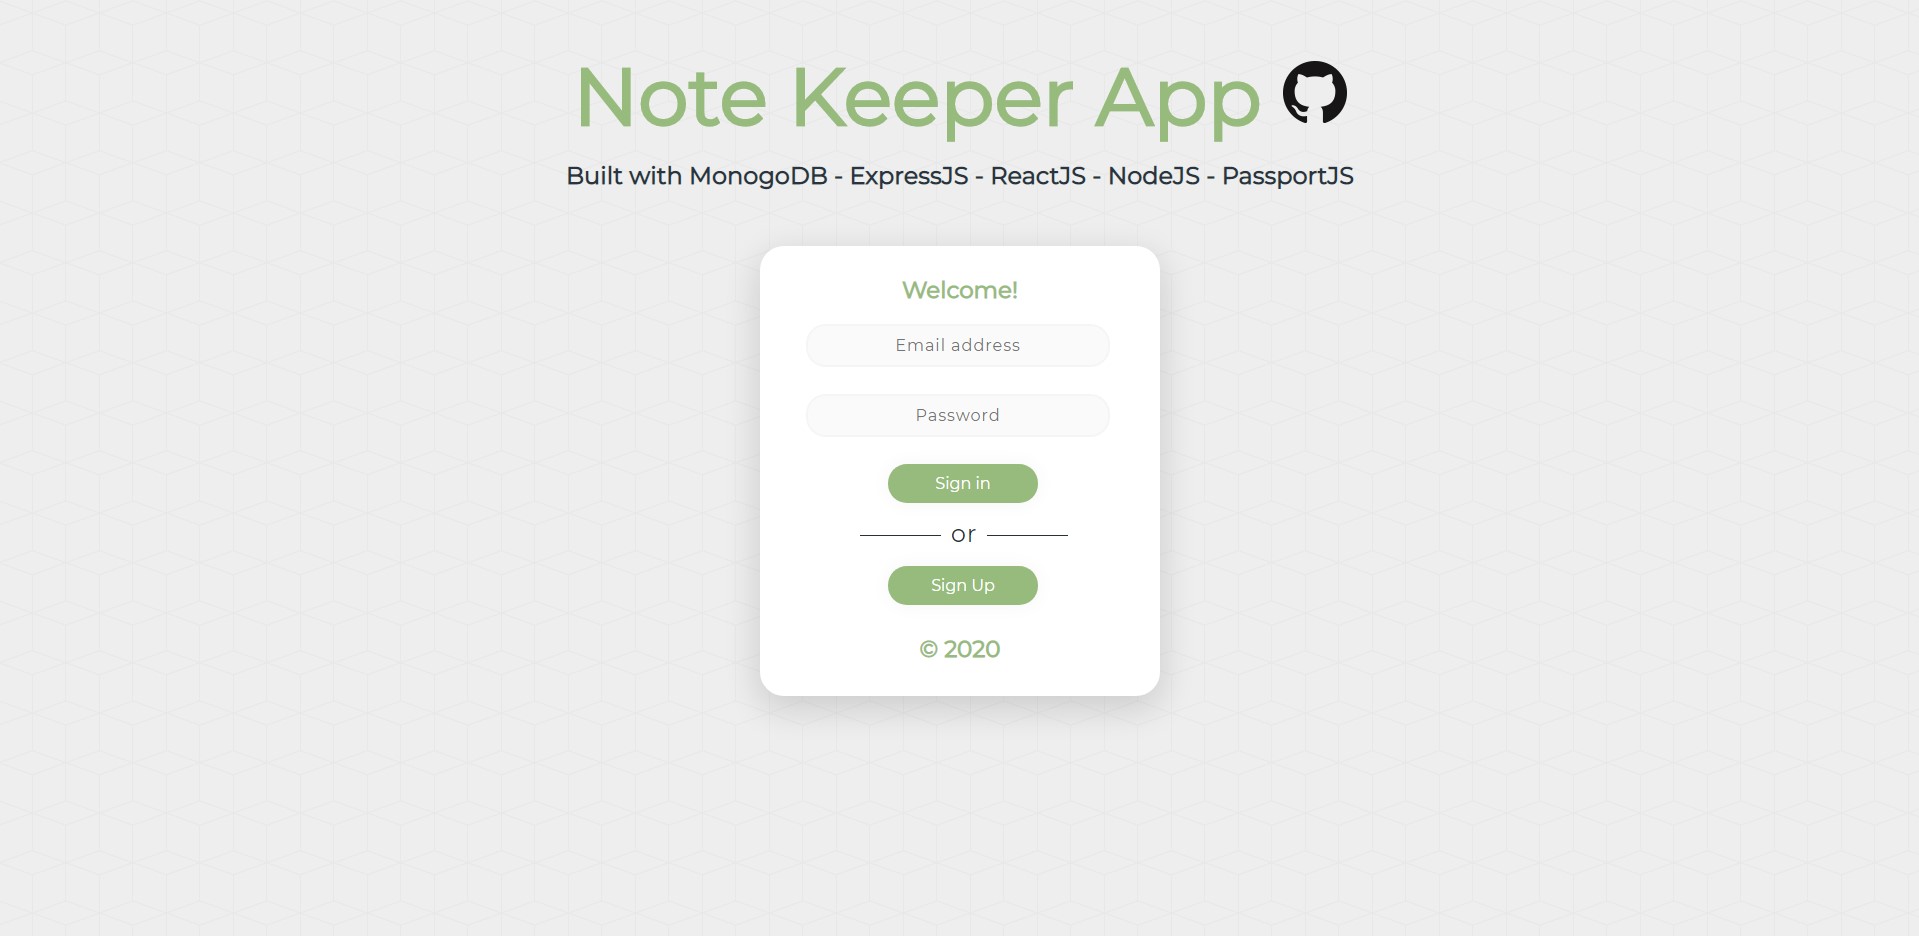 Note Keeper App
Built with MonogoDB - ExpressJS - ReactJS - NodeJS - PassportJS
Welcome!
Email address
Password
Sign in
or
Sign Up
© 2020